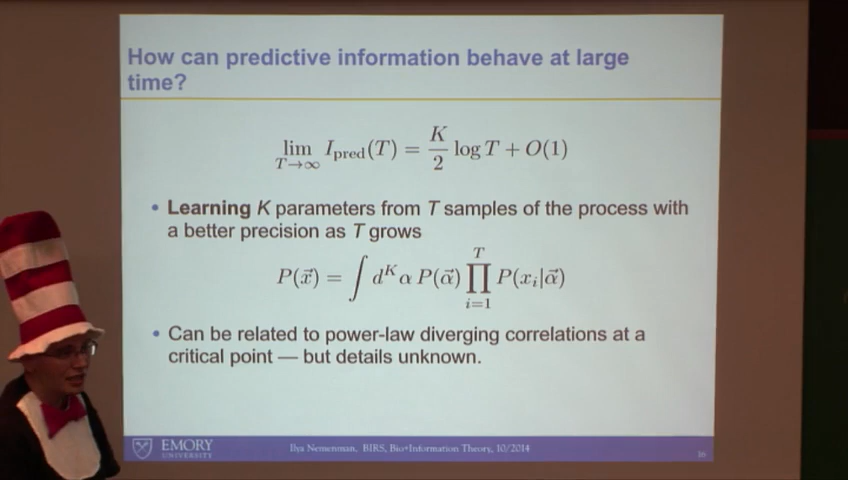 How can predictive information behave at large
time?
lim T→∞ I_pred(T) = K/2 log T + O(1)
• Learning K parameters from T samples of the process with
a better precision as T grows
P(x⃗) = ∫ d^K α P(α⃗) ∏_{i=1}^{T} P(x_i|α⃗)
• Can be related to power-law diverging correlations at a
critical point — but details unknown.
EMORY
UNIVERSITY
Ilya Nemenman, BIRS, Bio+Information Theory, 10/2014
16